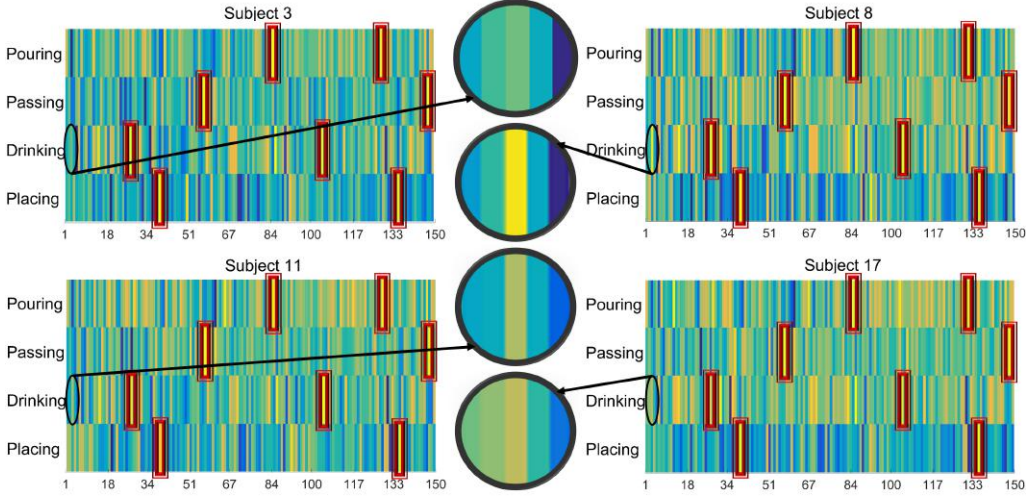 Subject 3
Pouring
Passing
Drinking
Placing
1 18 34 51 67 84 100 117 133 150
Subject 8
Pouring
Passing
Drinking
Placing
1 18 34 51 67 84 100 117 133 150
Subject 11
Pouring
Passing
Drinking
Placing
1 18 34 51 67 84 100 117 133 150
Subject 17
Pouring
Passing
Drinking
Placing
1 18 34 51 67 84 100 117 133 150